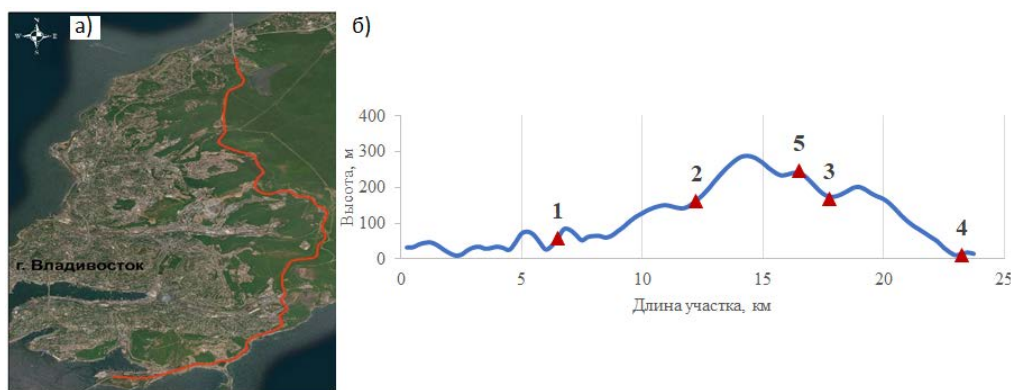 а)
N
W E
S
г. Владивосток
б)
Высота, м
400
300
200
100
0
1
2
5
3
4
0 5 10 15 20 25
Длина участка, км